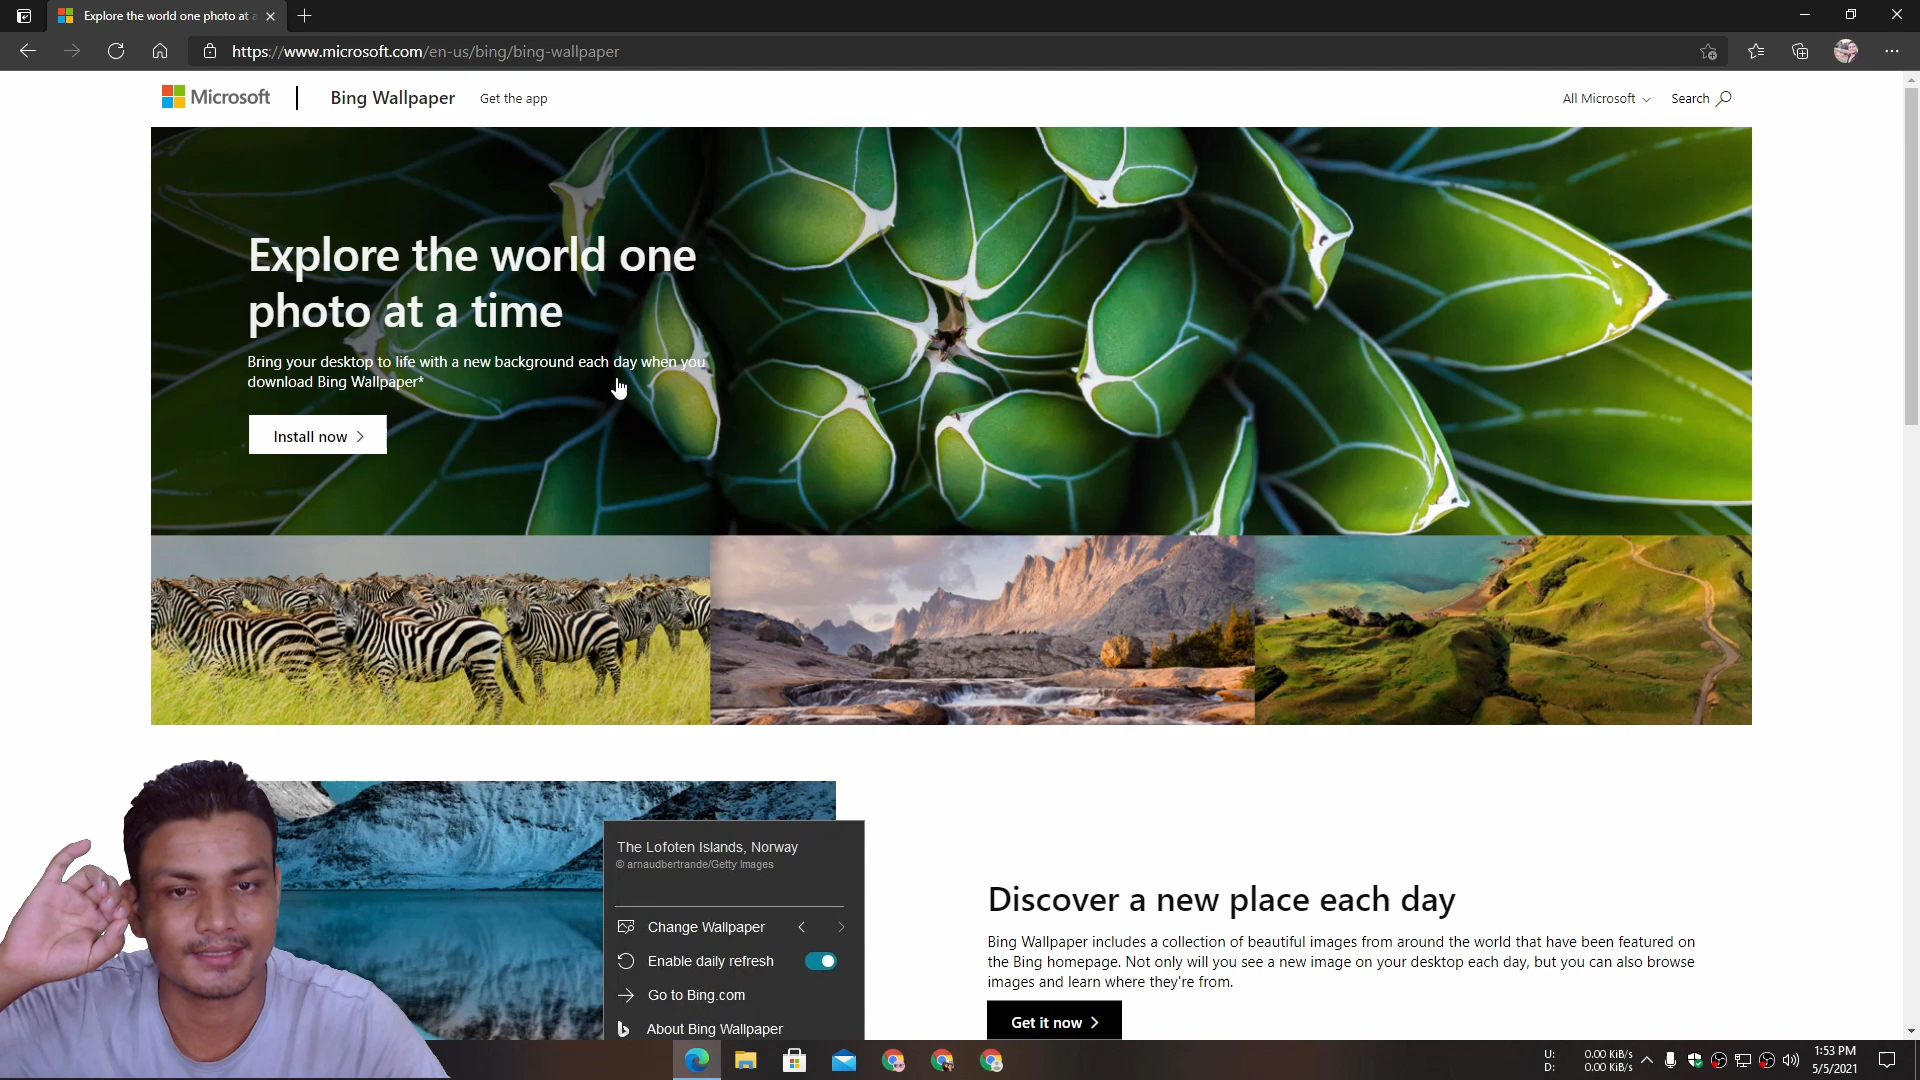 Explore the world one photo at a
https://www.microsoft.com/en-us/bing/bing-wallpaper
Microsoft
Bing Wallpaper
Get the app
All Microsoft
Search
Explore the world one
photo at a time
Bring your desktop to life with a new background each day when you
download Bing Wallpaper*
Install now
The Lofoten Islands, Norway
© arnaudbertrande/Getty Images
Change Wallpaper
Enable daily refresh
Go to Bing.com
About Bing Wallpaper
Discover a new place each day
Bing Wallpaper includes a collection of beautiful images from around the world that have been featured on
the Bing homepage. Not only will you see a new image on your desktop each day, but you can also browse
images and learn where they're from.
Get it now
U: 0.00 KiB/s
D: 0.00 KiB/s
1:53 PM
5/5/2021